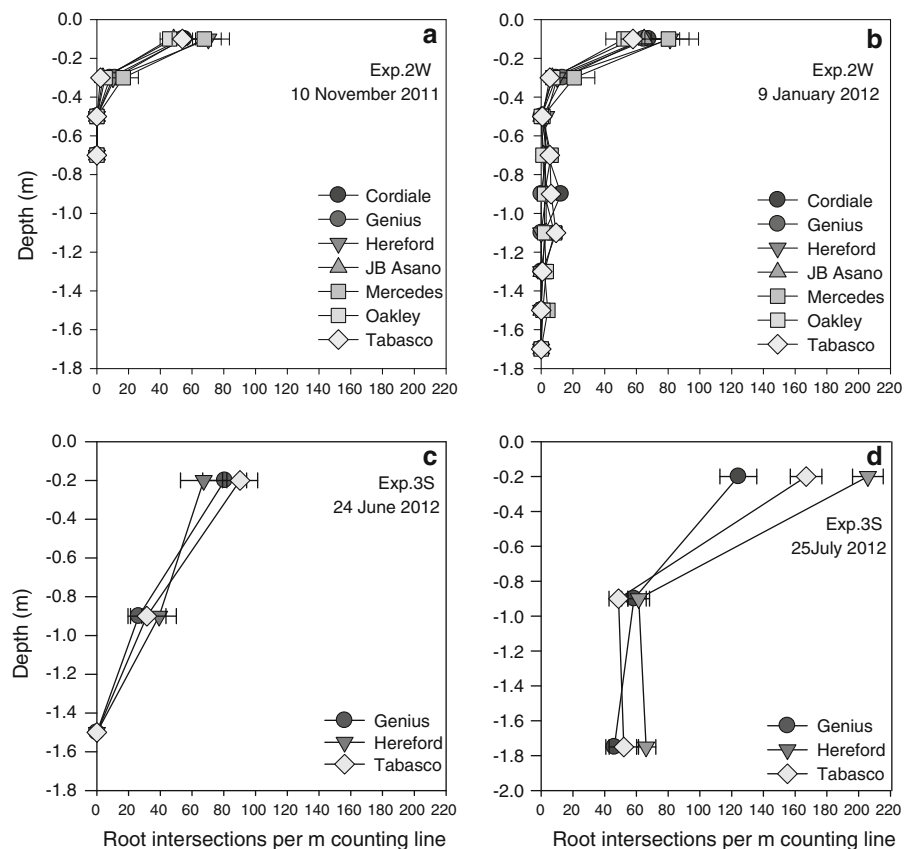 a
Exp.2W
10 November 2011
0.0
-0.2
-0.4
-0.6
-0.8
-1.0
-1.2
-1.4
-1.6
-1.8
Depth (m)
Cordiale
Genius
Hereford
JB Asano
Mercedes
Oakley
Tabasco
0 20 40 60 80 100 120 140 160 180 200 220
b
Exp.2W
9 January 2012
0.0
-0.2
-0.4
-0.6
-0.8
-1.0
-1.2
-1.4
-1.6
-1.8
Cordiale
Genius
Hereford
JB Asano
Mercedes
Oakley
Tabasco
0 20 40 60 80 100 120 140 160 180 200 220
c
Exp.3S
24 June 2012
0.0
-0.2
-0.4
-0.6
-0.8
-1.0
-1.2
-1.4
-1.6
-1.8
Depth (m)
Genius
Hereford
Tabasco
0 20 40 60 80 100 120 140 160 180 200 220
Root intersections per m counting line
d
Exp.3S
25July 2012
0.0
-0.2
-0.4
-0.6
-0.8
-1.0
-1.2
-1.4
-1.6
-1.8
-2.0
Genius
Hereford
Tabasco
0 20 40 60 80 100 120 140 160 180 200 220
Root intersections per m counting line